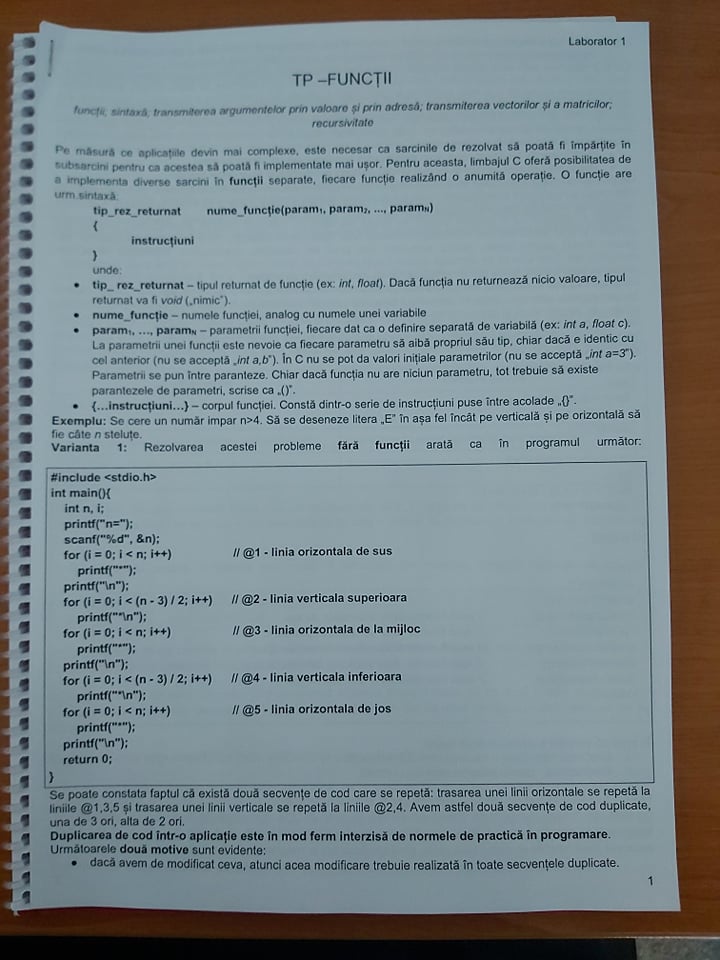 Laborator 1
TP –FUNCȚII
funcții; sintaxă; transmiterea argumentelor prin valoare și prin adresă; transmiterea vectorilor și a matricilor;
recursivitate
Pe măsură ce aplicațiile devin mai complexe, este necesar ca sarcinile de rezolvat să poată fi împărțite în
subsarcini pentru ca acestea să poată fi implementate mai ușor. Pentru aceasta, limbajul C oferă posibilitatea de
a implementa diverse sarcini în funcții separate, fiecare funcție realizând o anumită operație. O funcție are
urm.sintaxă:
tip_rez_returnat nume_funcție(param₁, param₂, ..., paramN)
{
instrucțiuni
}
unde:
• tip_ rez_returnat – tipul returnat de funcție (ex: int, float). Dacă funcția nu returnează nicio valoare, tipul
returnat va fi void („nimic”).
• nume_funcție – numele funcției, analog cu numele unei variabile
• param₁, ..., paramN – parametrii funcției, fiecare dat ca o definire separată de variabilă (ex: int a, float c).
La parametrii unei funcții este nevoie ca fiecare parametru să aibă propriul său tip, chiar dacă e identic cu
cel anterior (nu se acceptă „int a,b”). În C nu se pot da valori inițiale parametrilor (nu se acceptă „int a=3”).
Parametrii se pun între paranteze. Chiar dacă funcția nu are niciun parametru, tot trebuie să existe
parantezele de parametri, scrise ca „()”.
• {...instrucțiuni...} – corpul funcției. Constă dintr-o serie de instrucțiuni puse între acolade „{}”.
Exemplu: Se cere un număr impar n>4. Să se deseneze litera „E” în așa fel încât pe verticală și pe orizontală să
fie câte n steluțe.
Varianta 1: Rezolvarea acestei probleme fără funcții arată ca în programul următor:
#include <stdio.h>
int main(){
int n, i;
printf("n=");
scanf("%d", &n);
for (i = 0; i < n; i++) // @1 - linia orizontala de sus
printf("*");
printf("\n");
for (i = 0; i < (n - 3) / 2; i++) // @2 - linia verticala superioara
printf("*\n");
for (i = 0; i < n; i++) // @3 - linia orizontala de la mijloc
printf("*");
printf("\n");
for (i = 0; i < (n - 3) / 2; i++) // @4 - linia verticala inferioara
printf("*\n");
for (i = 0; i < n; i++) // @5 - linia orizontala de jos
printf("*");
printf("\n");
return 0;
}
Se poate constata faptul că există două secvențe de cod care se repetă: trasarea unei linii orizontale se repetă la
liniile @1,3,5 și trasarea unei linii verticale se repetă la liniile @2,4. Avem astfel două secvențe de cod duplicate,
una de 3 ori, alta de 2 ori.
Duplicarea de cod într-o aplicație este în mod ferm interzisă de normele de practică în programare.
Următoarele două motive sunt evidente:
• dacă avem de modificat ceva, atunci acea modificare trebuie realizată în toate secvențele duplicate.
1